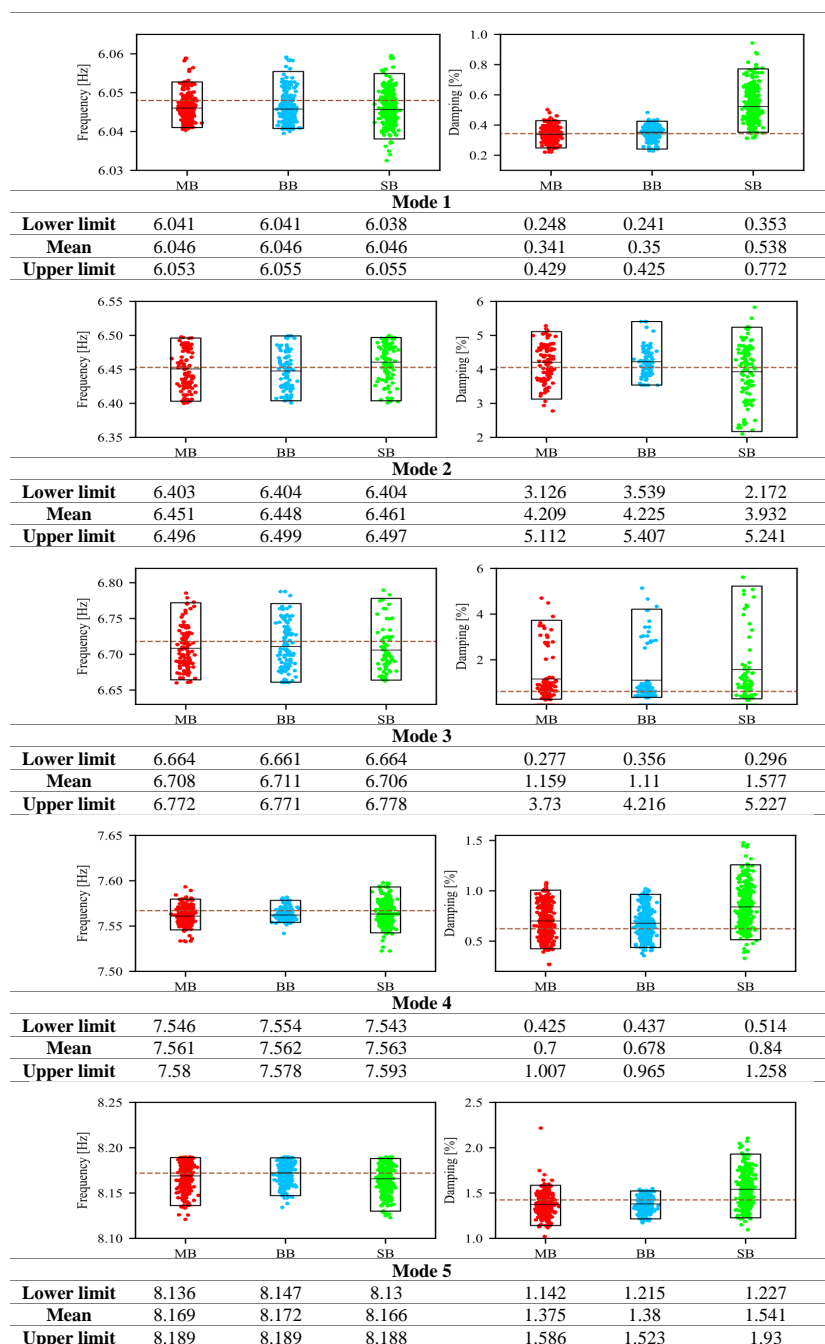 Frequency [Hz]
6.06
6.05
6.04
6.03
MB BB SB
Damping [%]
1.0
0.8
0.6
0.4
0.2
MB BB SB
Mode 1
Lower limit 6.041 6.041 6.038 0.248 0.241 0.353
Mean 6.046 6.046 6.046 0.341 0.35 0.538
Upper limit 6.053 6.055 6.055 0.429 0.425 0.772
Frequency [Hz]
6.55
6.50
6.45
6.40
6.35
MB BB SB
Damping [%]
6
5
4
3
2
MB BB SB
Mode 2
Lower limit 6.403 6.404 6.404 3.126 3.539 2.172
Mean 6.451 6.448 6.461 4.209 4.225 3.932
Upper limit 6.496 6.499 6.497 5.112 5.407 5.241
Frequency [Hz]
6.80
6.75
6.70
6.65
MB BB SB
Damping [%]
6
4
2
MB BB SB
Mode 3
Lower limit 6.664 6.661 6.664 0.277 0.356 0.296
Mean 6.708 6.711 6.706 1.159 1.11 1.577
Upper limit 6.772 6.771 6.778 3.73 4.216 5.227
Frequency [Hz]
7.65
7.60
7.55
7.50
MB BB SB
Damping [%]
1.5
1.0
0.5
MB BB SB
Mode 4
Lower limit 7.546 7.554 7.543 0.425 0.437 0.514
Mean 7.561 7.562 7.563 0.7 0.678 0.84
Upper limit 7.58 7.578 7.593 1.007 0.965 1.258
Frequency [Hz]
8.25
8.20
8.15
8.10
MB BB SB
Damping [%]
2.5
2.0
1.5
1.0
MB BB SB
Mode 5
Lower limit 8.136 8.147 8.13 1.142 1.215 1.227
Mean 8.169 8.172 8.166 1.375 1.38 1.541
Upper limit 8.189 8.189 8.188 1.586 1.523 1.93